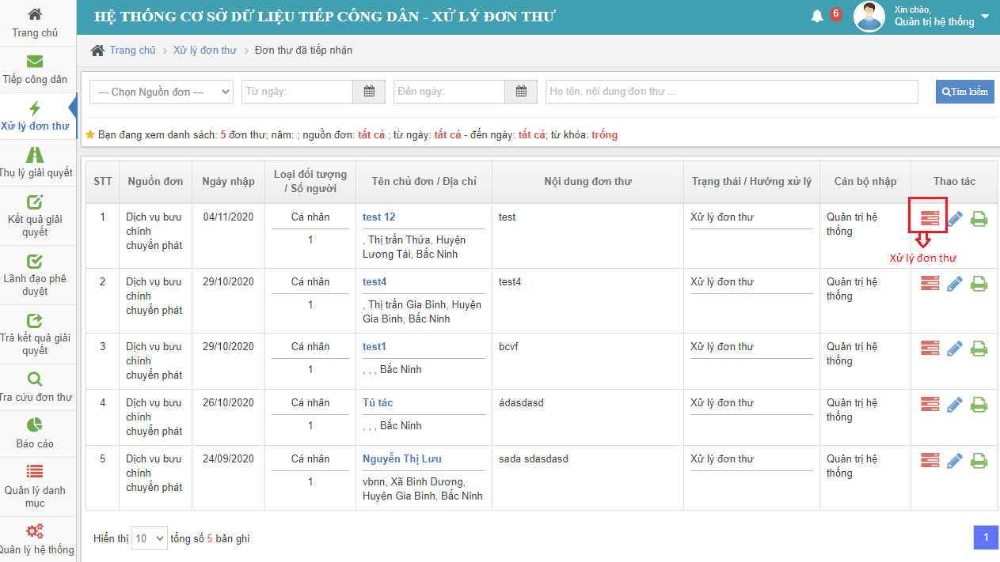 HỆ THỐNG CƠ SỞ DỮ LIỆU TIẾP CÔNG DÂN - XỬ LÝ ĐƠN THƯ
6
Xin chào,
Quản trị hệ thống
Trang chủ
Tiếp công dân
Xử lý đơn thư
Thụ lý giải quyết
Kết quả giải
quyết
Lãnh đạo phê
duyệt
Trả kết quả giải
quyết
Tra cứu đơn thư
Báo cáo
Quản lý danh
mục
Quản lý hệ thống
Trang chủ > Xử lý đơn thư > Đơn thư đã tiếp nhận
--- Chọn Nguồn đơn --- Từ ngày: Đến ngày: Họ tên, nội dung đơn thư ... Tìm kiếm
Bạn đang xem danh sách: 5 đơn thư; năm: ; nguồn đơn: tất cả ; từ ngày: tất cả - đến ngày: tất cả; từ khóa: trống
STT
Nguồn đơn
Ngày nhập
Loại đối tượng
/ Số người
Tên chủ đơn / Địa chỉ
Nội dung đơn thư
Trạng thái / Hướng xử lý
Cán bộ nhập
Thao tác
1
Dịch vụ bưu
chính
chuyển phát
04/11/2020
Cá nhân
1
test 12
, Thị trấn Thứa, Huyện
Lương Tài, Bắc Ninh
test
Xử lý đơn thư
Quản trị hệ
thống
Xử lý đơn thư
2
Dịch vụ bưu
chính
chuyển phát
29/10/2020
Cá nhân
1
test4
, Thị trấn Gia Bình, Huyện
Gia Bình, Bắc Ninh
test4
Xử lý đơn thư
Quản trị hệ
thống
3
Dịch vụ bưu
chính
chuyển phát
29/10/2020
Cá nhân
1
test1
, , , Bắc Ninh
bcvf
Xử lý đơn thư
Quản trị hệ
thống
4
Dịch vụ bưu
chính
chuyển phát
26/10/2020
Cá nhân
1
Tú tác
, , , Bắc Ninh
ádasdasd
Xử lý đơn thư
Quản trị hệ
thống
5
Dịch vụ bưu
chính
chuyển phát
24/09/2020
Cá nhân
1
Nguyễn Thị Lưu
vbnn, Xã Bình Dương,
Huyện Gia Bình, Bắc Ninh
sada sdasdasd
Xử lý đơn thư
Quản trị hệ
thống
Hiển thị 10 tổng số 5 bản ghi
1